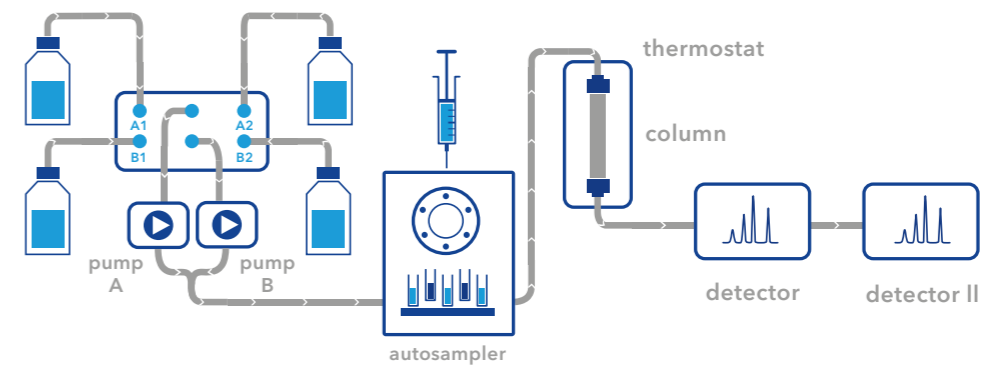 thermostat
A1
A2
column
B1
B2
pump
A
pump
B
detector
detector II
autosampler